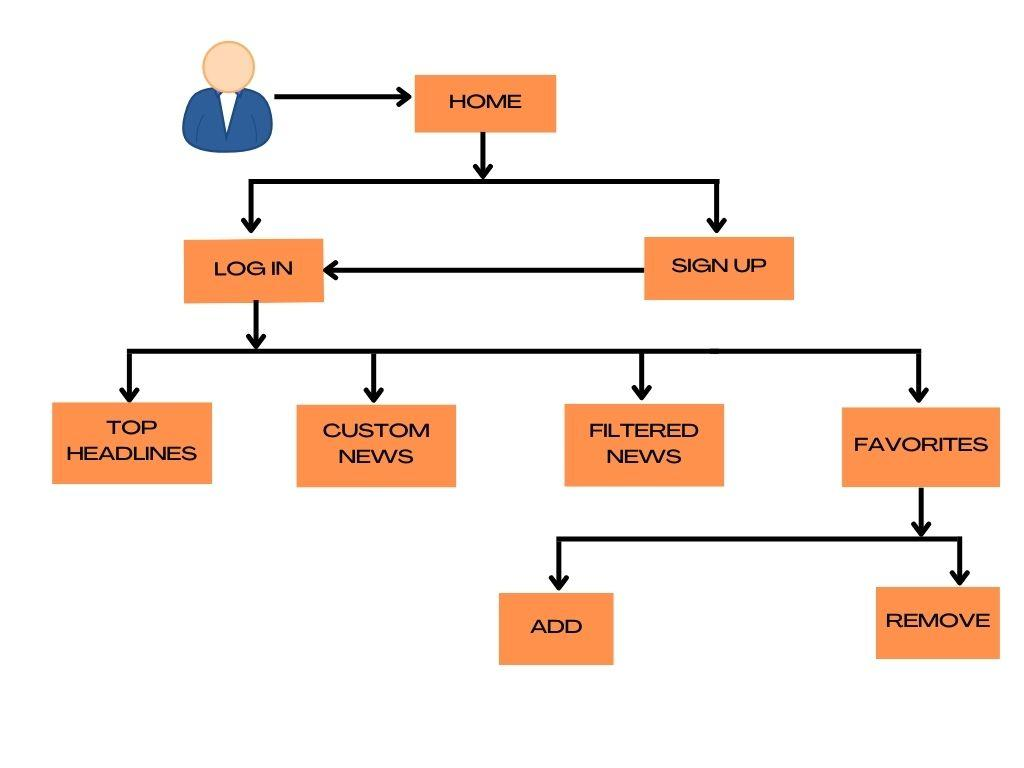 HOME
LOG IN
SIGN UP
TOP
HEADLINES
CUSTOM
NEWS
FILTERED
NEWS
FAVORITES
ADD
REMOVE